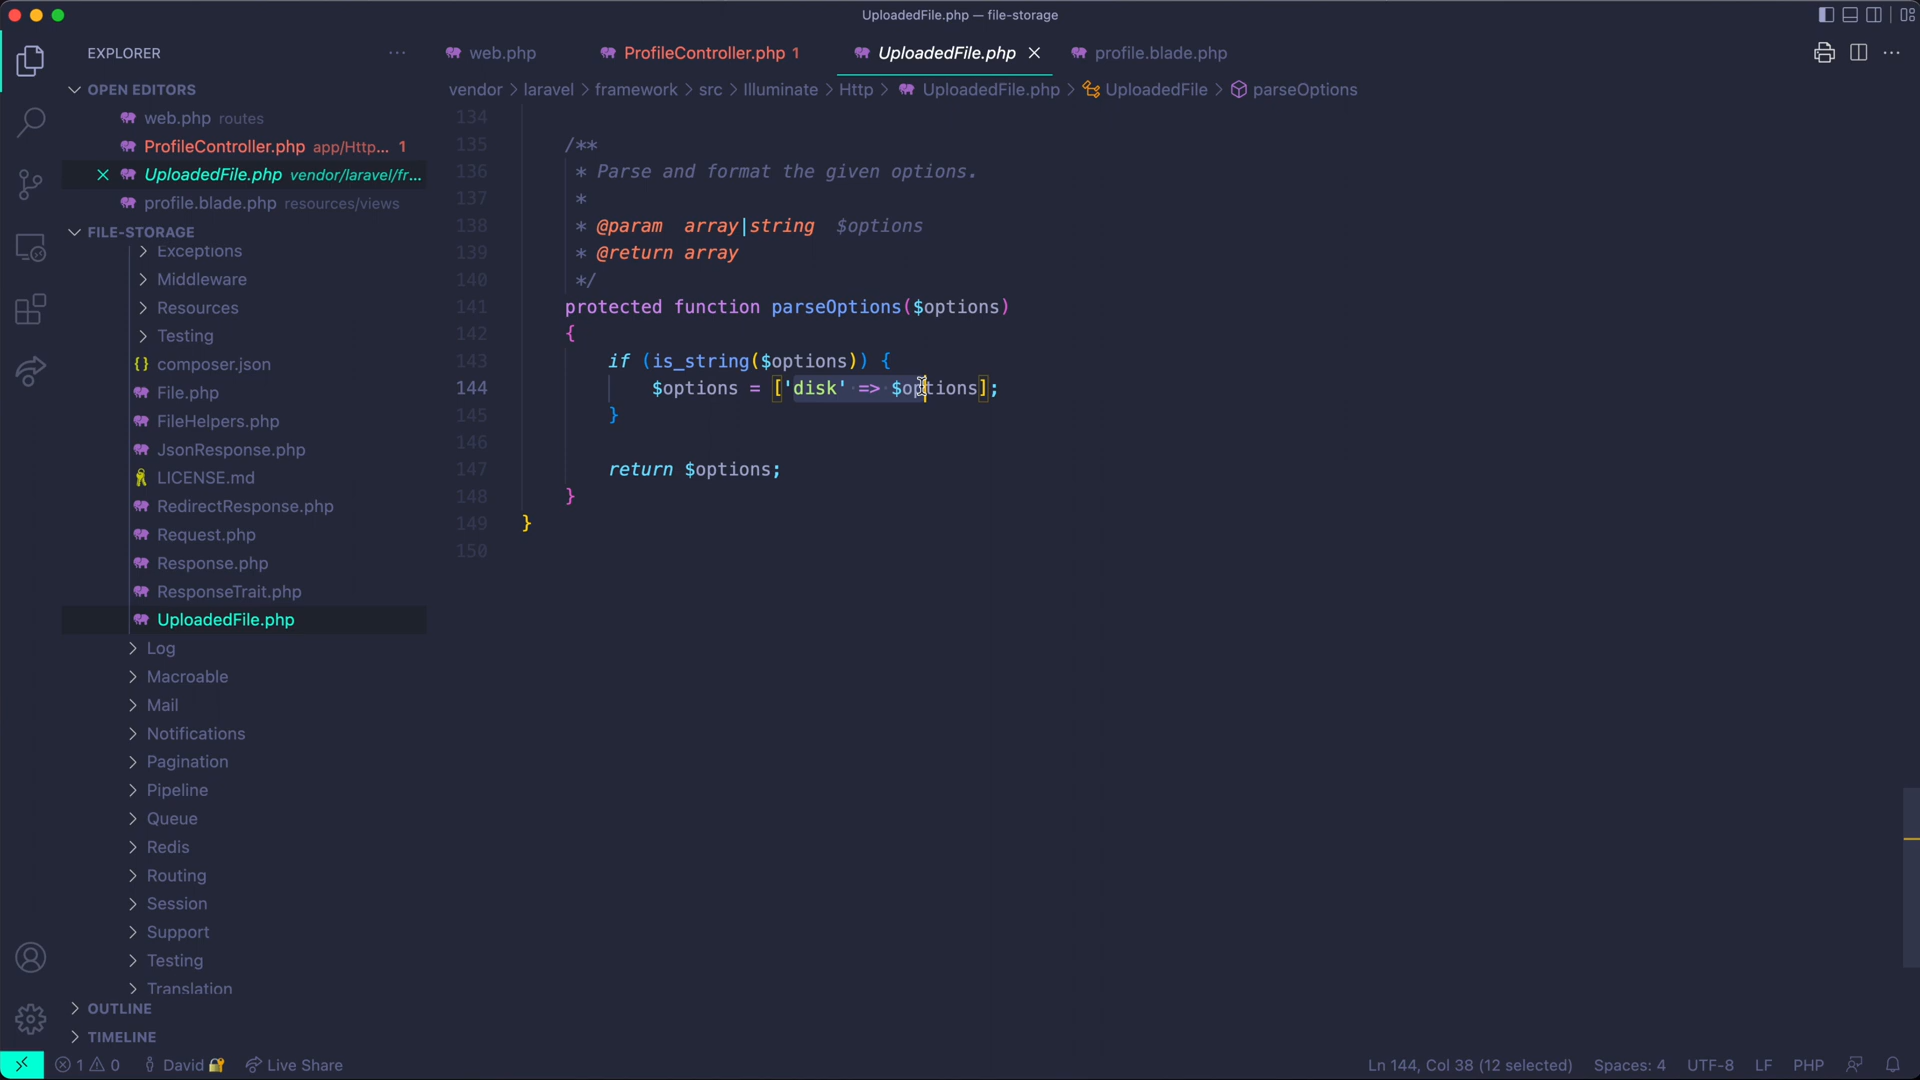 UploadedFile.php — file-storage
EXPLORER
web.php
ProfileController.php 1
UploadedFile.php
profile.blade.php
vendor > laravel > framework > src > Illuminate > Http > UploadedFile.php > UploadedFile > parseOptions
OPEN EDITORS
web.php routes
ProfileController.php app/Http... 1
UploadedFile.php vendor/laravel/fr...
profile.blade.php resources/views
FILE-STORAGE
Exceptions
Middleware
Resources
Testing
{} composer.json
File.php
FileHelpers.php
JsonResponse.php
LICENSE.md
RedirectResponse.php
Request.php
Response.php
ResponseTrait.php
UploadedFile.php
Log
Macroable
Mail
Notifications
Pagination
Pipeline
Queue
Redis
Routing
Session
Support
Testing
Translation
OUTLINE
TIMELINE
134
135 /**
136 * Parse and format the given options.
137 *
138 * @param  array|string  $options
139 * @return array
140 */
141 protected function parseOptions($options)
142 {
143 if (is_string($options)) {
144 $options = ['disk' => $options];
145 }
146
147 return $options;
148 }
149 }
150
1 0 David Live Share
Ln 144, Col 38 (12 selected) Spaces: 4 UTF-8 LF PHP